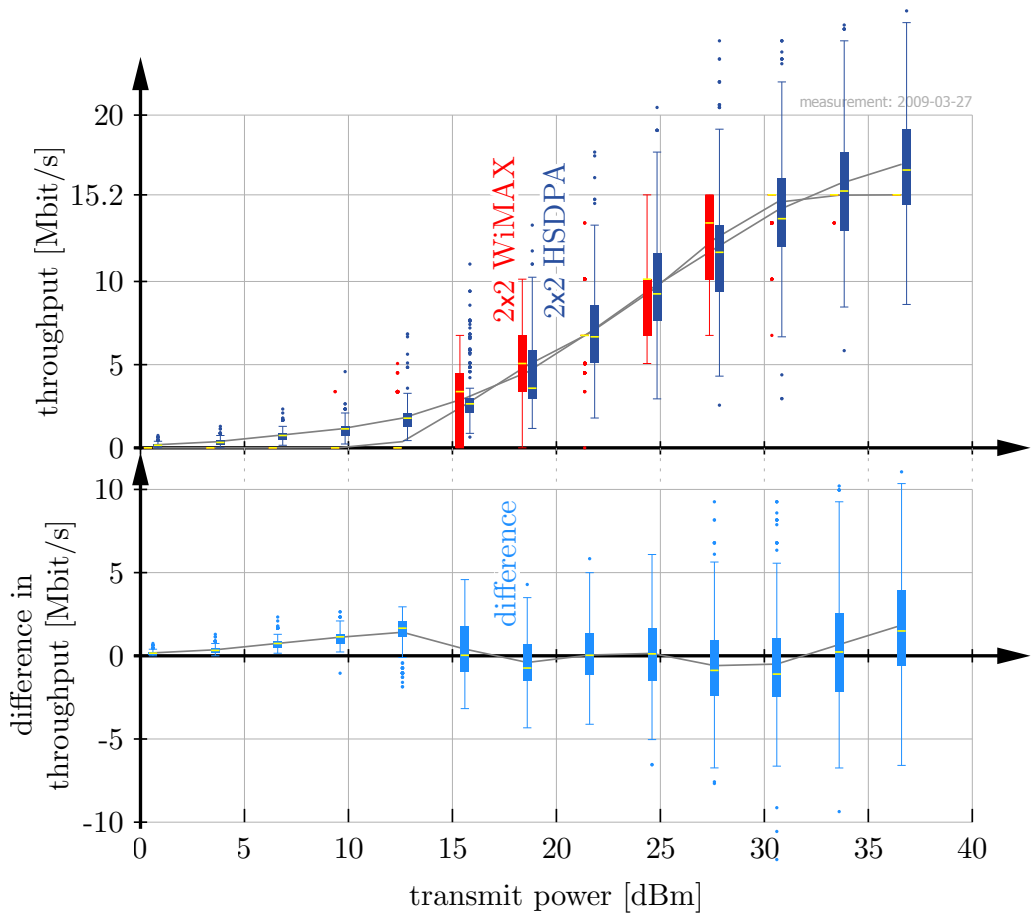 measurement: 2009-03-27
20
15.2
10
5
0
throughput [Mbit/s]
2x2 WiMAX
2x2 HSDPA
10
5
0
-5
-10
difference in
throughput [Mbit/s]
difference
0 5 10 15 20 25 30 35 40
transmit power [dBm]